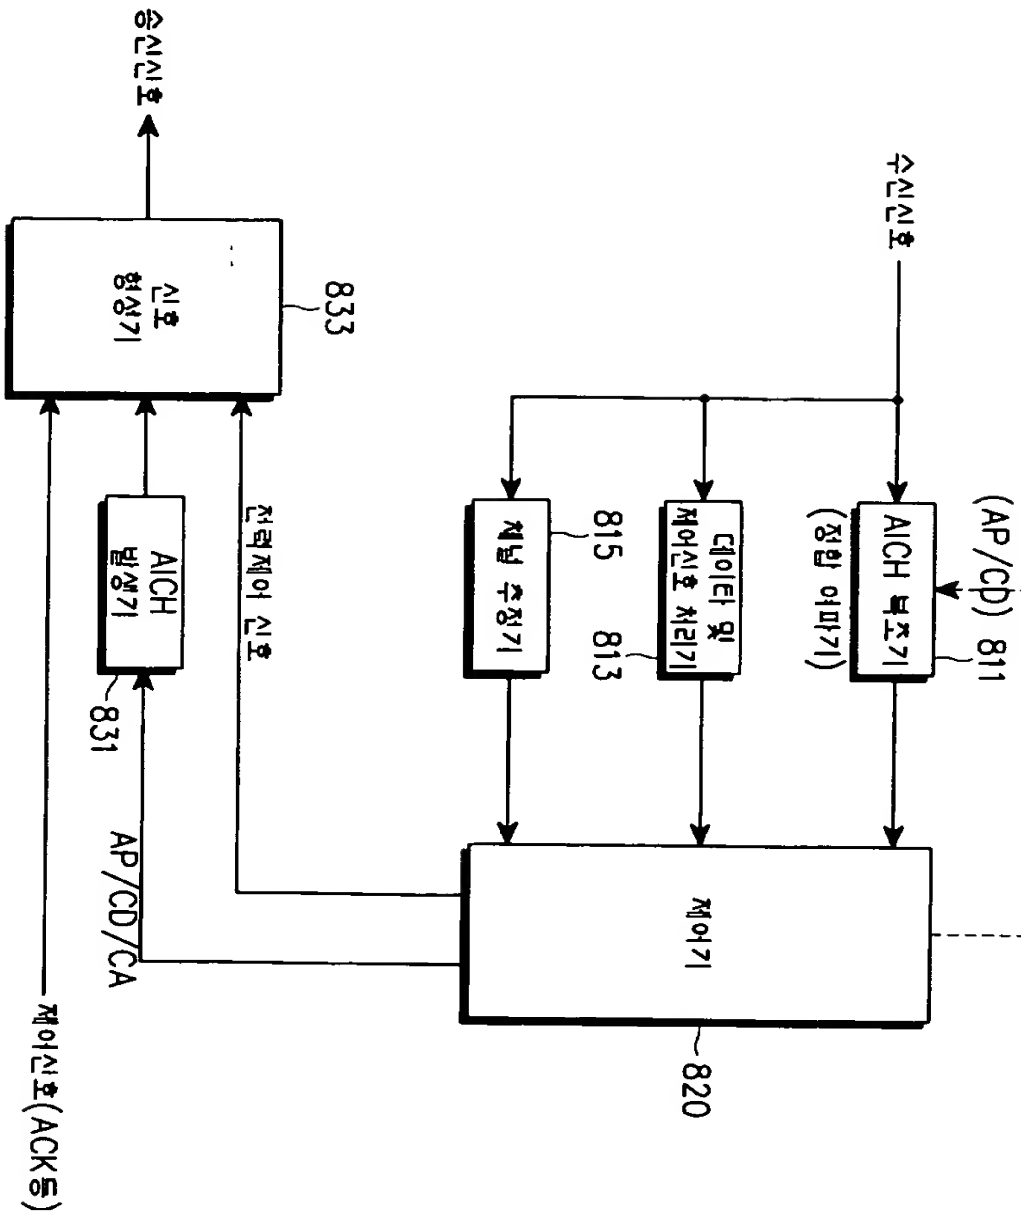 (AP/CD)
811
수신신호
AICH 복조기
(정합 여파기)
데이타 및
제어신호 처리기
813
815
채널 추정기
제어기
820
833
송신신호
신호
형성기
전력제어 신호
AICH
발생기
831
AP/CD/CA
제어신호(ACK등)